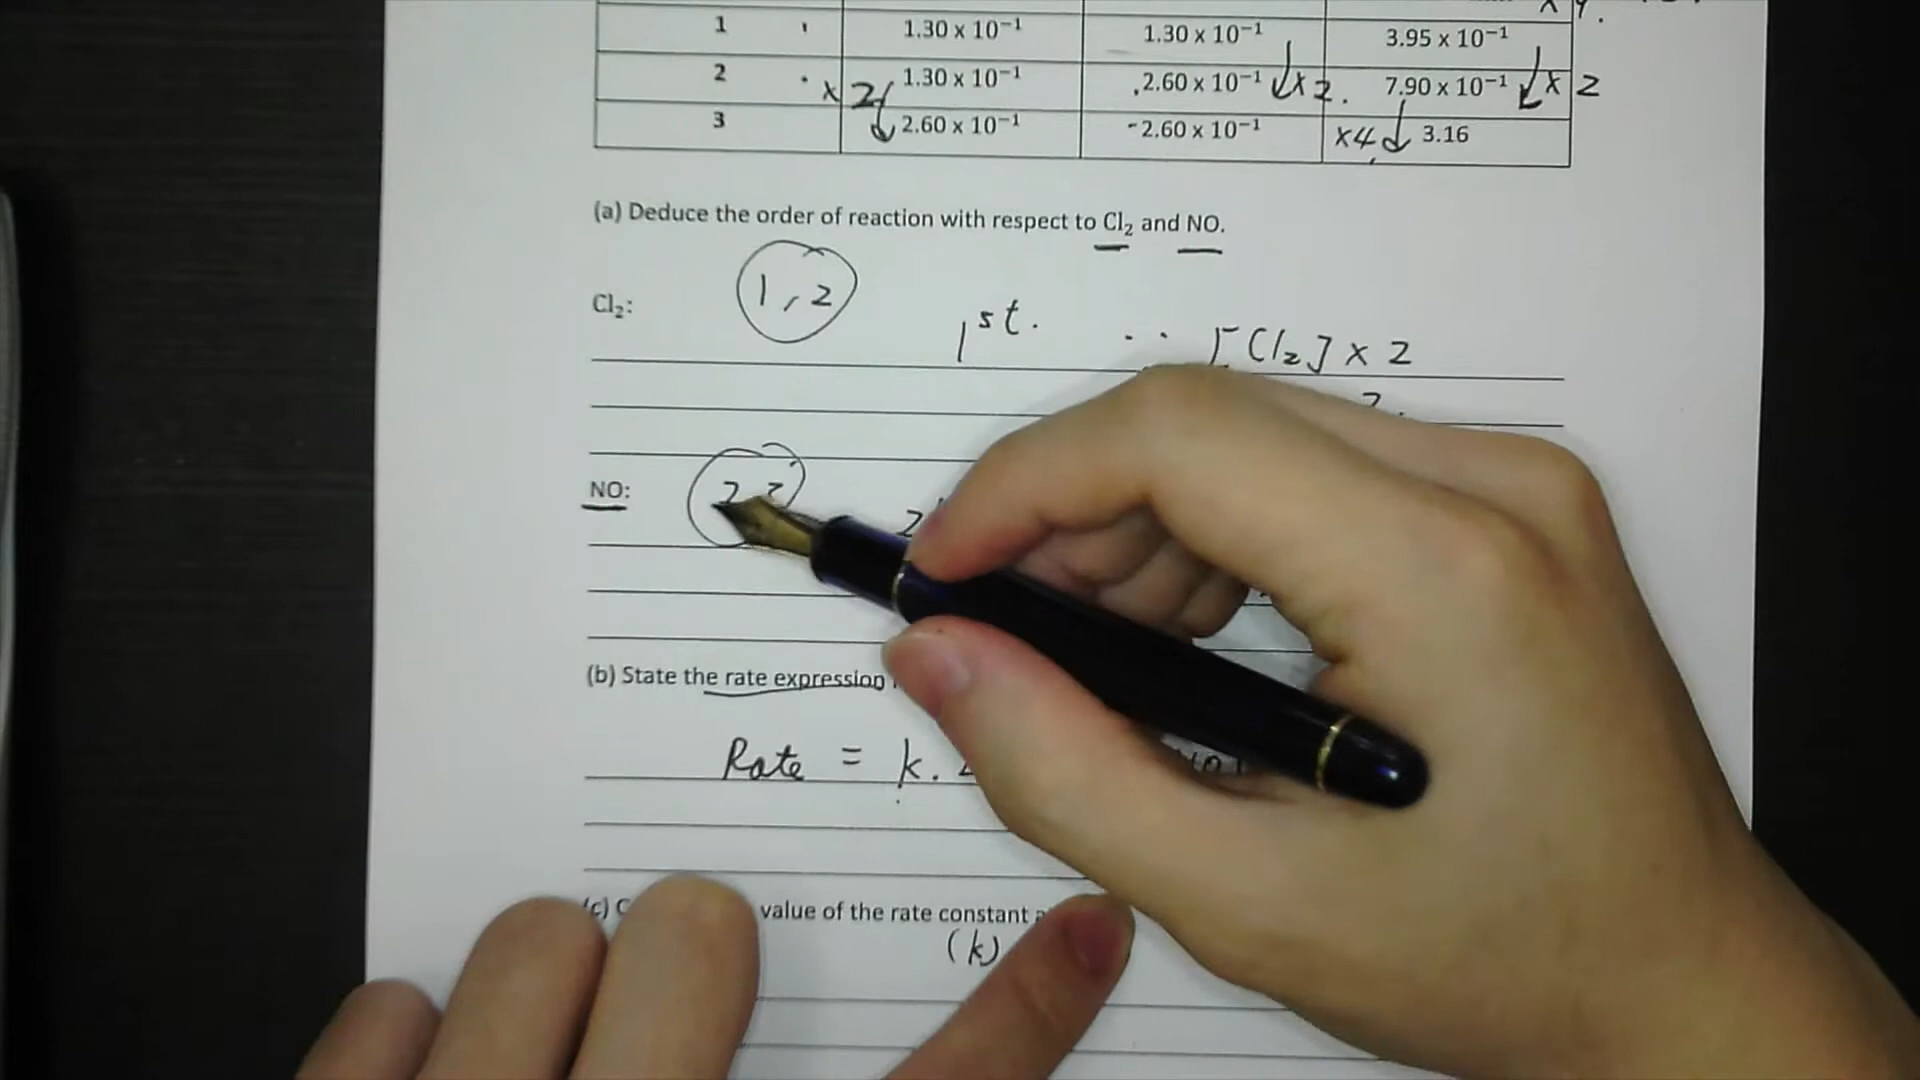 1 1.30 x 10⁻¹ 1.30 x 10⁻¹ 3.95 x 10⁻¹
2 x 2 1.30 x 10⁻¹ 2.60 x 10⁻¹ x 2. 7.90 x 10⁻¹ x 2
3 2.60 x 10⁻¹ 2.60 x 10⁻¹ x4 3.16
(a) Deduce the order of reaction with respect to Cl₂ and NO.
Cl₂: 1, 2 1st. [Cl₂] x 2
NO:
(b) State the rate expression
Rate = k.
(c) value of the rate constant
(k)